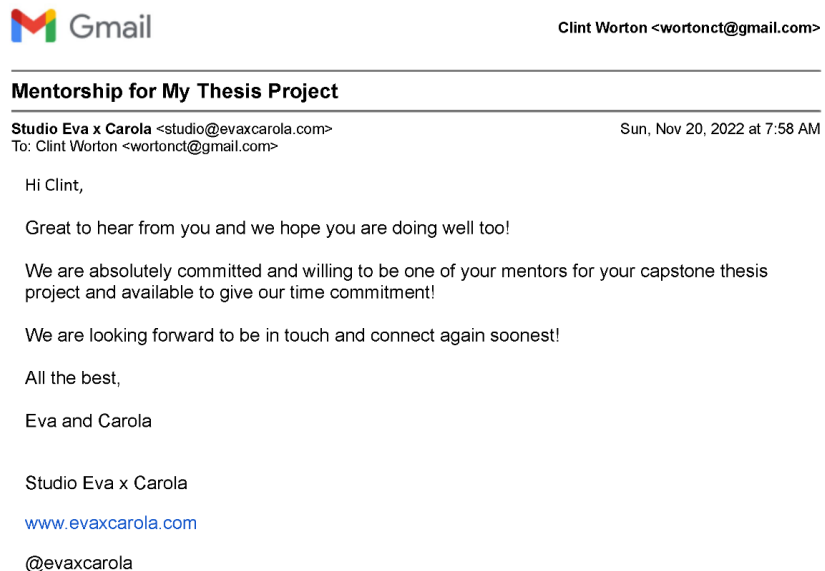 Gmail
Clint Worton <wortonct@gmail.com>
Mentorship for My Thesis Project
Studio Eva x Carola <studio@evaxcarola.com>
Sun, Nov 20, 2022 at 7:58 AM
To: Clint Worton <wortonct@gmail.com>
Hi Clint,
Great to hear from you and we hope you are doing well too!
We are absolutely committed and willing to be one of your mentors for your capstone thesis
project and available to give our time commitment!
We are looking forward to be in touch and connect again soonest!
All the best,
Eva and Carola
Studio Eva x Carola
www.evaxcarola.com
@evaxcarola